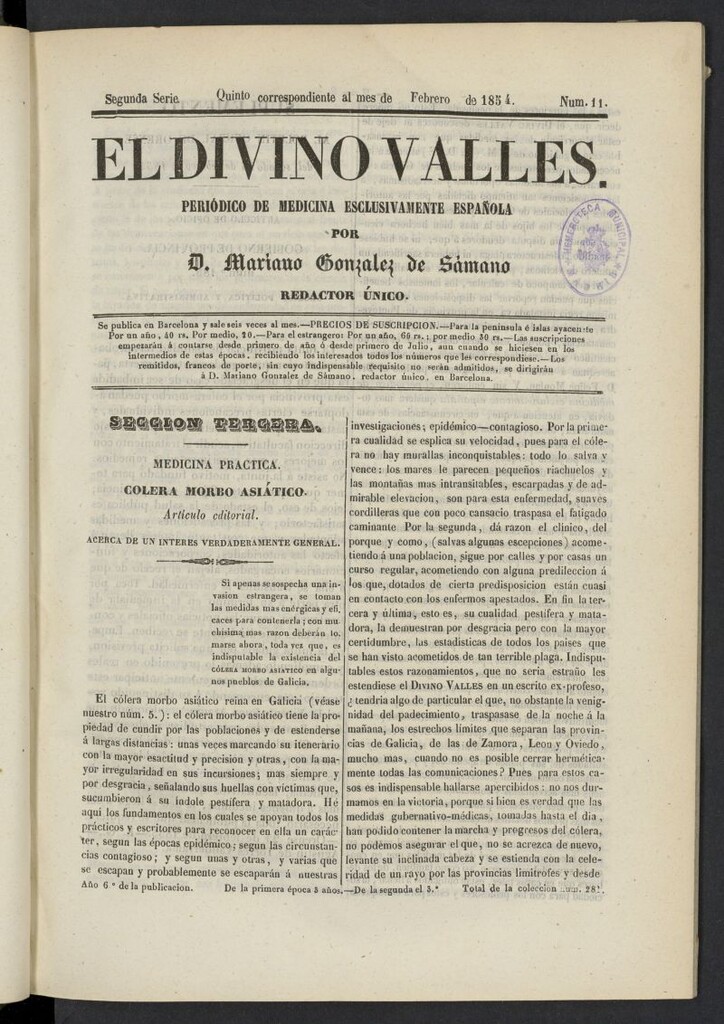 Segunda Serie. Quinto correspondiente al mes de Febrero de 1854. Num. 11.
EL DIVINO VALLES.
PERIÓDICO DE MEDICINA ESCLUSIVAMENTE ESPAÑOLA
POR
D. Mariano Gonzalez de Sámano
REDACTOR ÚNICO.
HEMEROTECA MUNICIPAL
Se publica en Barcelona y sale seis veces al mes.—PRECIOS DE SUSCRIPCION.—Para la península é islas ayacente
Por un año, 40 rs. Por medio, 20.—Para el estrangero: Por un año, 60 rs.; por medio 30 rs.—Las suscripciones
empezarán á contarse desde primero de año ó desde primero de Julio, aun cuando se hiciesen en los
intermedios de estas épocas, recibiendo los interesados todos los números que les correspondiese.—Los
remitidos, francos de porte, sin cuyo indispensable requisito no serán admitidos, se dirigirán
á D. Mariano Gonzalez de Sámano, redactor único, en Barcelona.
SECCION TERCERA.
MEDICINA PRACTICA.
COLERA MORBO ASIÁTICO.
Artículo editorial.
ACERCA DE UN INTERES VERDADERAMENTE GENERAL.
Si apenas se sospecha una in-
vasion estrangera, se toman
las medidas mas enérgicas y efi-
caces para contenerla; con mu-
chísima mas razon deberán to-
marse ahora, toda vez que, es
indisputable la existencia del
CÓLERA MORBO ASIÁTICO en algu-
nos pueblos de Galicia.
El cólera morbo asiático reina en Galicia (véase
nuestro núm. 5.): el cólera morbo asiático tiene la pro-
piedad de cundir por las poblaciones y de estenderse
á largas distancias: unas veces marcando su itenerario
con la mayor esactitud y precision y otras, con la ma-
yor irregularidad en sus incursiones; mas siempre y
por desgracia, señalando sus huellas con víctimas que,
sucumbieron á su índole pestífera y matadora. Hé
aquí los fundamentos en los cuales se apoyan todos los
prácticos y escritores para reconocer en ella un carác-
ter, segun las épocas epidémico; segun las circunstan-
cias contagioso; y segun unas y otras, y varias que
se escapan y probablemente se escaparán á nuestras
investigaciones; epidémico—contagioso. Por la prime-
ra cualidad se esplica su velocidad, pues para el cóle-
ra no hay murallas inconquistables: todo lo salva y
vence: los mares le parecen pequeños riachuelos y
las montañas mas intransitables, escarpadas y de ad-
mirable elevacion, son para esta enfermedad, suaves
cordilleras que con poco cansacio traspasa el fatigado
caminante Por la segunda, dá razon el clínico, del
porque y como, (salvas algunas escepciones) acome-
tiendo á una poblacion, sigue por calles y por casas un
curso regular, acometiendo con alguna predileccion á
los que, dotados de cierta predisposicion están cuasi
en contacto con los enfermos apestados. En fin la ter-
cera y última, esto es, su cualidad pestífera y mata-
dora, la demuestran por desgracia pero con la mayor
certidumbre, las estadísticas de todos los paises que
se han visto acometidos de tan terrible plaga. Indispu-
tables estos razonamientos, que no seria estraño les
estendiese el DIVINO VALLES en un escrito ex-profeso,
¿tendria algo de particular el que, no obstante la venig-
nidad del padecimiento, traspasase de la noche á la
mañana, los estrechos límites que separan las provin-
cias de Galicia, de las de Zamora, Leon y Oviedo,
mucho mas, cuando no es posible cerrar herméti­ca-
mente todas las comunicaciones? Pues para estos ca-
sos es indispensable hallarse apercibidos: no nos dur-
mamos en la victoria, porque si bien es verdad que las
medidas gubernativo-médicas, tomadas hasta el dia,
han podido contener la marcha y progresos del cólera,
no podémos asegurar el que, no se acrezca de nuevo,
levante su inclinada cabeza y se estienda con la cele-
ridad de un rayo por las provincias limítrofes y desde
Año 6º de la publicacion. De la primera época 3 años.—De la segunda el 3.º Total de la coleccion